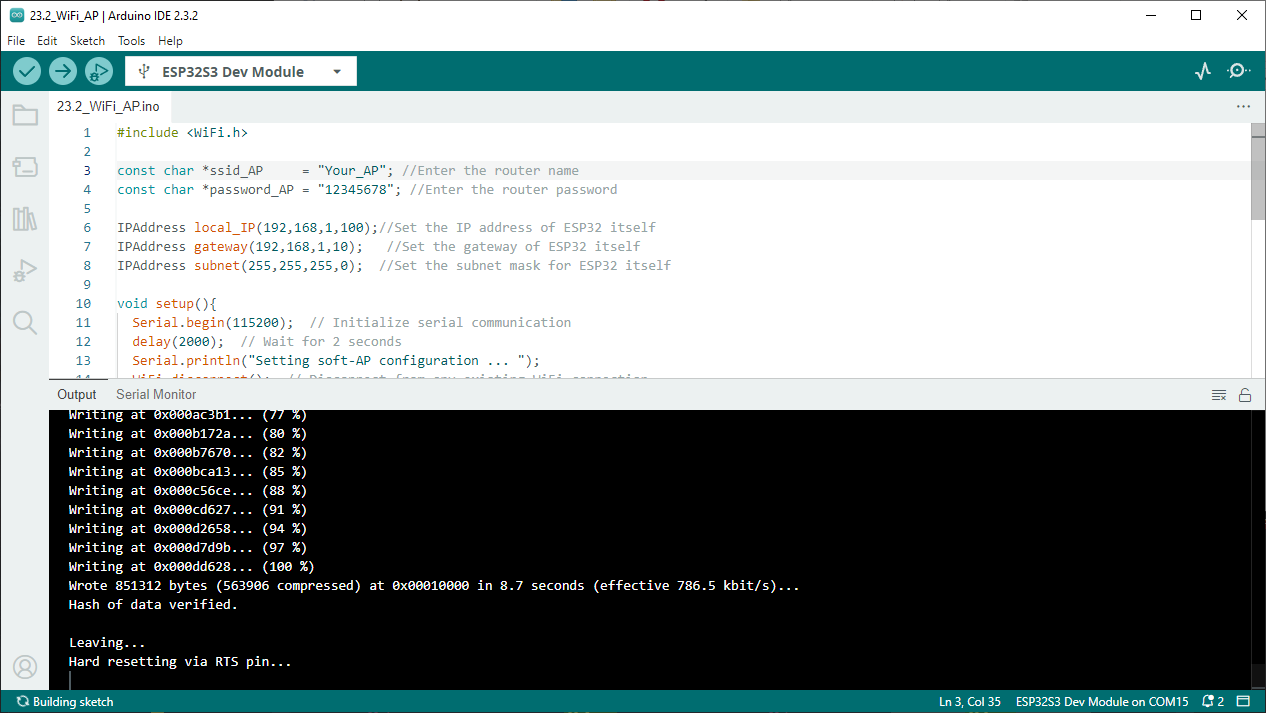 23.2_WiFi_AP | Arduino IDE 2.3.2
File Edit Sketch Tools Help
ESP32S3 Dev Module
23.2_WiFi_AP.ino
1 #include <WiFi.h>
2
3 const char *ssid_AP     = "Your_AP"; //Enter the router name
4 const char *password_AP = "12345678"; //Enter the router password
5
6 IPAddress local_IP(192,168,1,100);//Set the IP address of ESP32 itself
7 IPAddress gateway(192,168,1,10);   //Set the gateway of ESP32 itself
8 IPAddress subnet(255,255,255,0);  //Set the subnet mask for ESP32 itself
9
10 void setup(){
11   Serial.begin(115200);  // Initialize serial communication
12   delay(2000);  // Wait for 2 seconds
13   Serial.println("Setting soft-AP configuration ... ");
14   WiFi.disconnect();  // Disconnect from any existing WiFi connection
Output Serial Monitor
Writing at 0x000ac3b1... (77 %)
Writing at 0x000b172a... (80 %)
Writing at 0x000b7670... (82 %)
Writing at 0x000bca13... (85 %)
Writing at 0x000c56ce... (88 %)
Writing at 0x000cd627... (91 %)
Writing at 0x000d2658... (94 %)
Writing at 0x000d7d9b... (97 %)
Writing at 0x000dd628... (100 %)
Wrote 851312 bytes (563906 compressed) at 0x00010000 in 8.7 seconds (effective 786.5 kbit/s)...
Hash of data verified.

Leaving...
Hard resetting via RTS pin...
Building sketch Ln 3, Col 35 ESP32S3 Dev Module on COM15 2